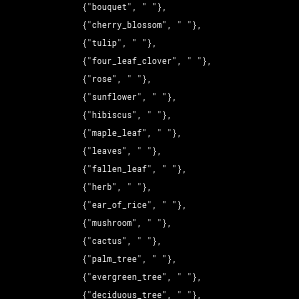 {"bouquet", " "},
{"cherry_blossom", " "},
{"tulip", " "},
{"four_leaf_clover", " "},
{"rose", " "},
{"sunflower", " "},
{"hibiscus", " "},
{"maple_leaf", " "},
{"leaves", " "},
{"fallen_leaf", " "},
{"herb", " "},
{"ear_of_rice", " "},
{"mushroom", " "},
{"cactus", " "},
{"palm_tree", " "},
{"evergreen_tree", " "},
{"deciduous_tree", " "},